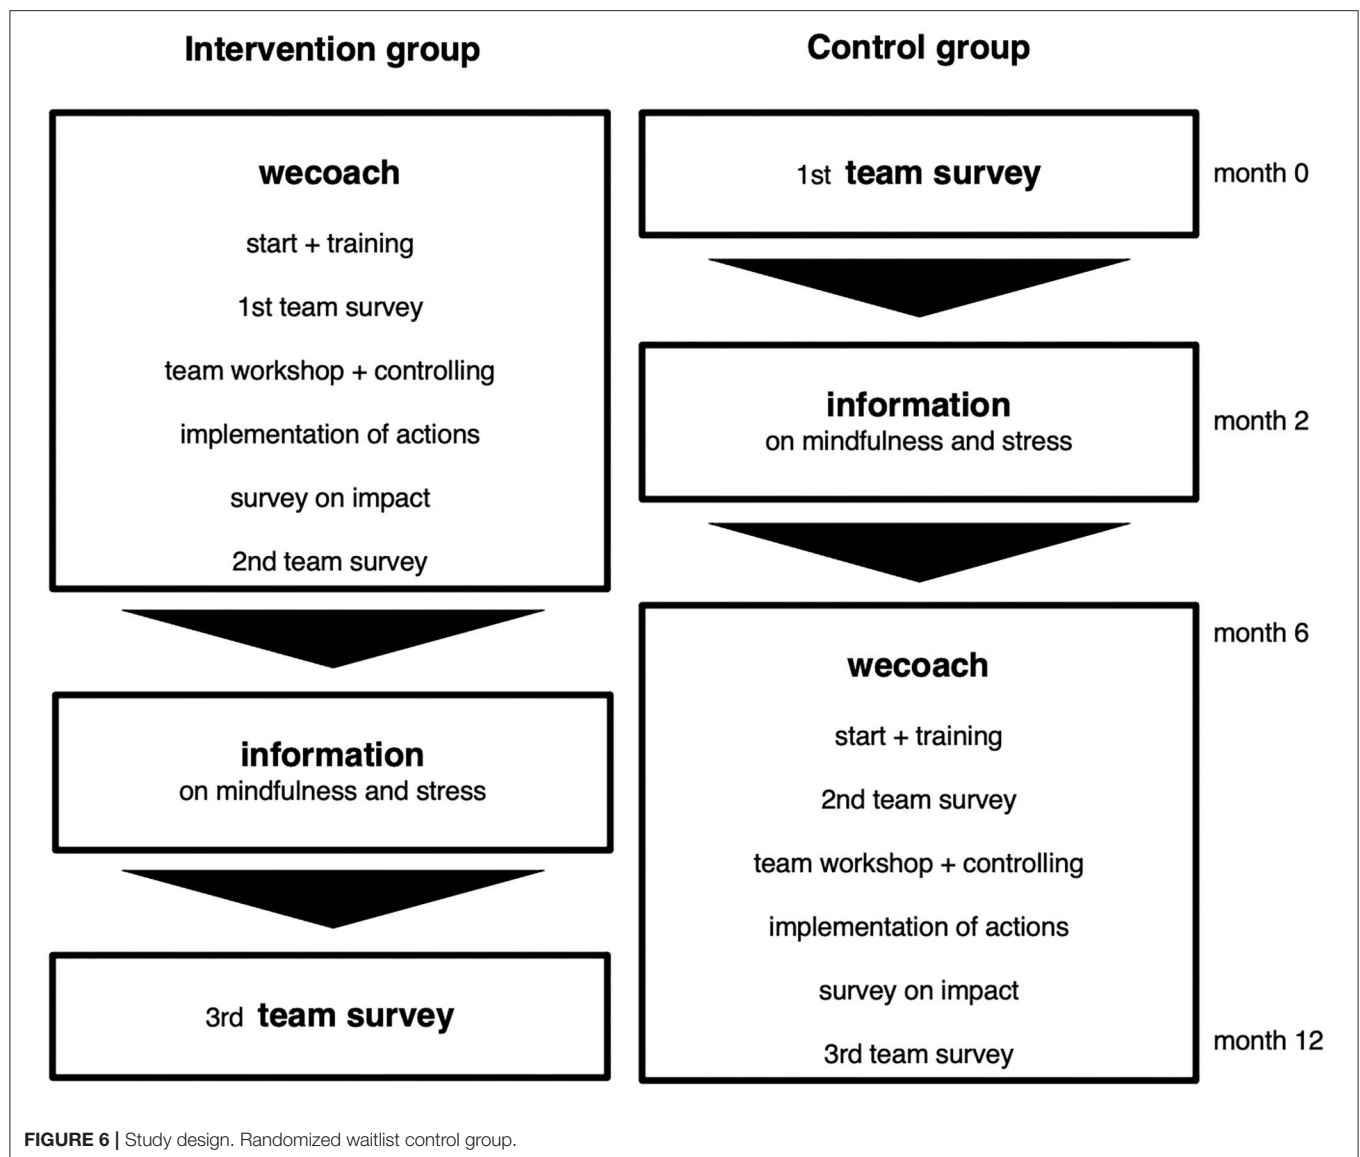 Intervention group
wecoach
start + training
1st team survey
team workshop + controlling
implementation of actions
survey on impact
2nd team survey
information
on mindfulness and stress
3rd team survey
Control group
1st team survey
month 0
information
on mindfulness and stress
month 2
month 6
wecoach
start + training
2nd team survey
team workshop + controlling
implementation of actions
survey on impact
3rd team survey
month 12
FIGURE 6 | Study design. Randomized waitlist control group.